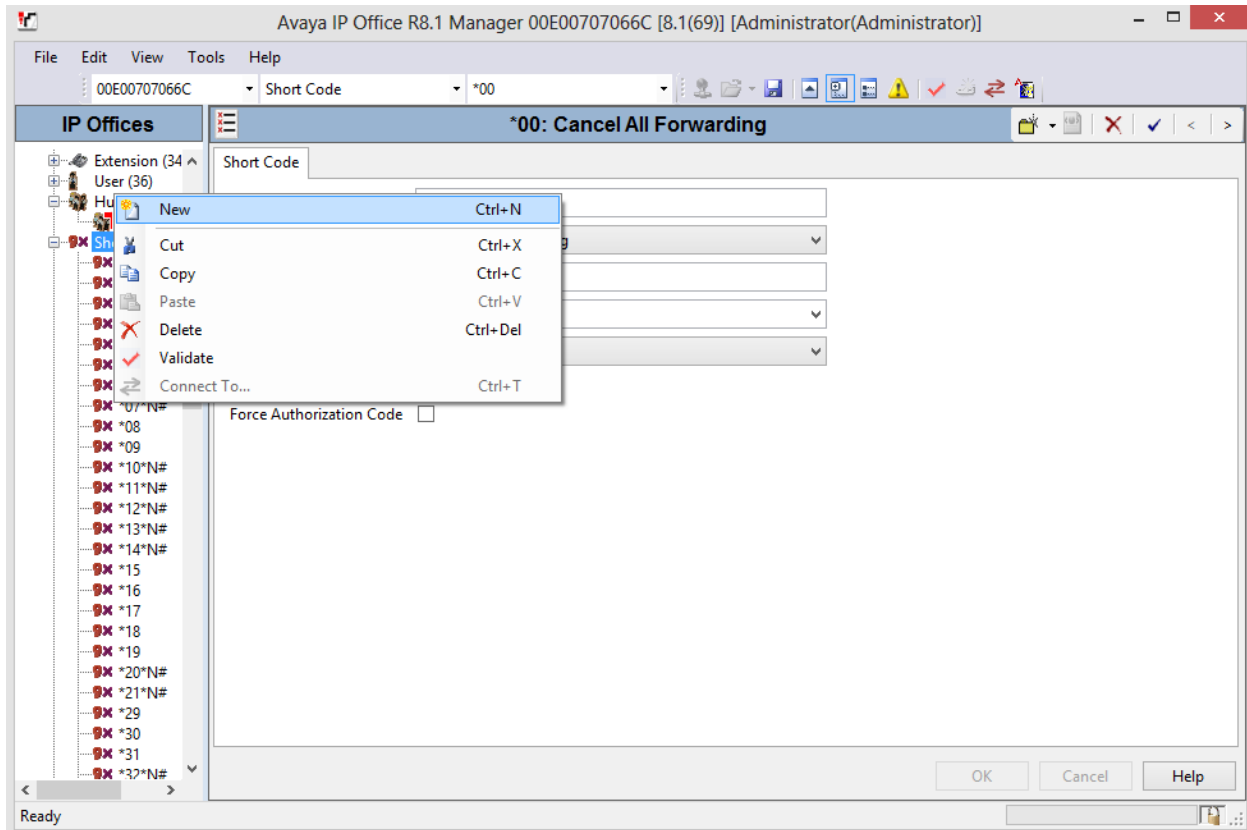 Avaya IP Office R8.1 Manager 00E00707066C [8.1(69)] [Administrator(Administrator)]
File Edit View Tools Help
00E00707066C Short Code *00
IP Offices
*00: Cancel All Forwarding
Extension (34
User (36)
Hu
Sh
Short Code
New Ctrl+N
Cut Ctrl+X
Copy Ctrl+C
Paste Ctrl+V
Delete Ctrl+Del
Validate
Connect To... Ctrl+T
g
Force Authorization Code
*07*N#
*08
*09
*10*N#
*11*N#
*12*N#
*13*N#
*14*N#
*15
*16
*17
*18
*19
*20*N#
*21*N#
*29
*30
*31
*32*N#
OK Cancel Help
Ready